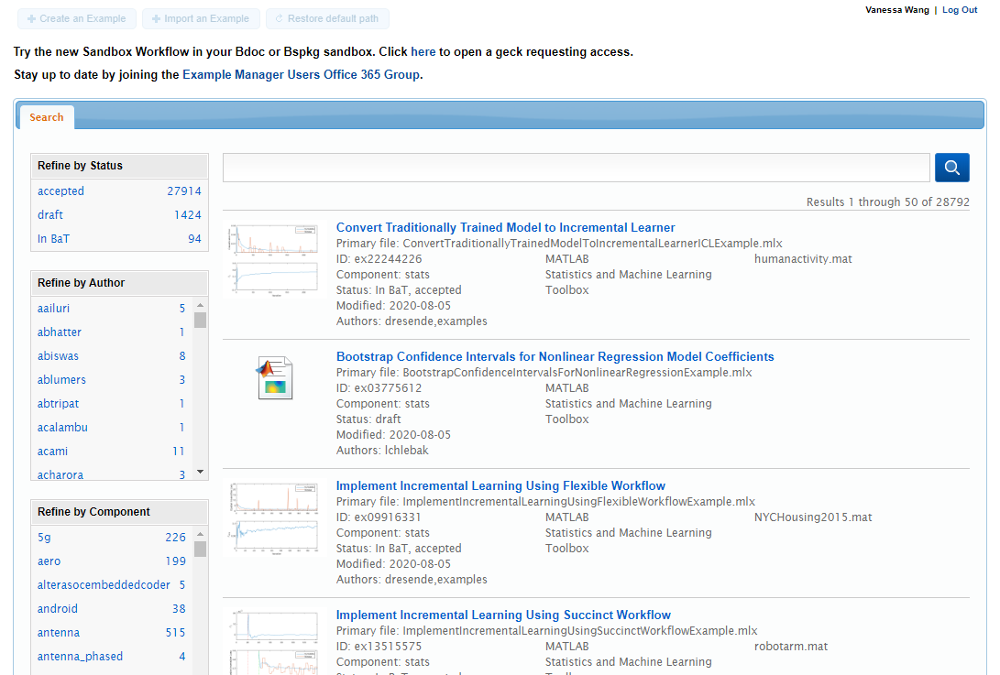 Create an Example Import an Example Restore default path
Vanessa Wang | Log Out
Try the new Sandbox Workflow in your Bdoc or Bspkg sandbox. Click here to open a geck requesting access.
Stay up to date by joining the Example Manager Users Office 365 Group.
Search
Refine by Status
accepted 27914
draft 1424
In BaT 94
Refine by Author
aailuri 5
abhatter 1
abiswas 8
ablumers 3
abtripat 1
acalambu 1
acami 11
acharora 3
Refine by Component
5g 226
aero 199
alterasocembeddedcoder 5
android 38
antenna 515
antenna_phased 4
Results 1 through 50 of 28792
Convert Traditionally Trained Model to Incremental Learner
Primary file: ConvertTraditionallyTrainedModelToIncrementalLearnerICLExample.mlx
ID: ex22244226 MATLAB humanactivity.mat
Component: stats Statistics and Machine Learning
Status: In BaT, accepted Toolbox
Modified: 2020-08-05
Authors: dresende,examples
Bootstrap Confidence Intervals for Nonlinear Regression Model Coefficients
Primary file: BootstrapConfidenceIntervalsForNonlinearRegressionExample.mlx
ID: ex03775612 MATLAB
Component: stats Statistics and Machine Learning
Status: draft Toolbox
Modified: 2020-08-05
Authors: lchlebak
Implement Incremental Learning Using Flexible Workflow
Primary file: ImplementIncrementalLearningUsingFlexibleWorkflowExample.mlx
ID: ex09916331 MATLAB NYCHousing2015.mat
Component: stats Statistics and Machine Learning
Status: In BaT, accepted Toolbox
Modified: 2020-08-05
Authors: dresende,examples
Implement Incremental Learning Using Succinct Workflow
Primary file: ImplementIncrementalLearningUsingSuccinctWorkflowExample.mlx
ID: ex13515575 MATLAB robotarm.mat
Component: stats Statistics and Machine Learning